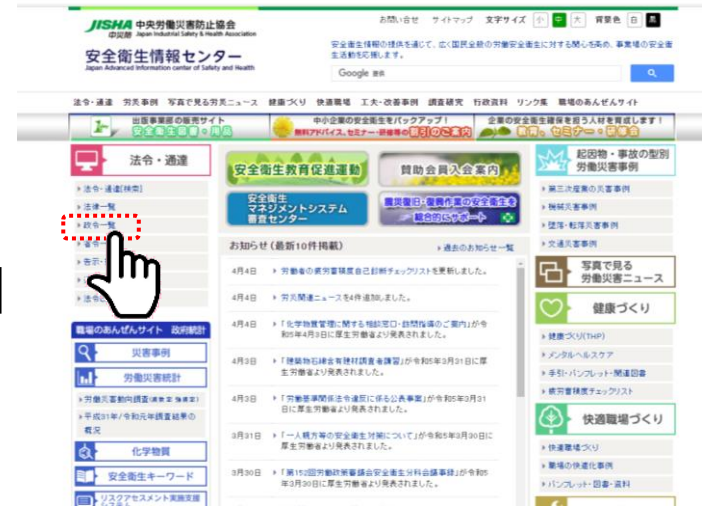 JISHA 中央労働災害防止協会
中災防 Japan Industrial Safety & Health Association
お問い合せ サイトマップ 文字サイズ 小 中 大 背景色 白 黒
安全衛生情報センター
Japan Advanced Information center of Safety and Health
安全衛生情報の提供を通じて、広く国民全般の労働安全衛生に対する関心を高め、事業場の安全衛生活動を応援します。
Google 検索
法令・通達 労災事例 写真で見る労災ニュース 健康づくり 快適職場 工夫・改善事例 調査研究 行政資料 リンク集 職場のあんぜんサイト
出版事業部の販売サイト
安全衛生図書・用品
中小企業の安全衛生をバックアップ!
無料アドバイス、セミナー・研修等の割引のご案内
企業の安全衛生確保を担う人材を育成します!
教育、セミナー・研修会
法令・通達
法令・通達[検索]
法律一覧
政令一覧
省令一
告示・
法令
災害事例
職場のあんぜんサイト 政府統計
労働災害統計
労働災害動向調査(
平成31年/令和元年調査結果の概況
化学物質
安全衛生キーワード
リスクアセスメント実施支援システム
安全衛生教育促進運動
賛助会員入会案内
安全衛生
マネジメントシステム
審査センター
震災復旧・復興作業の安全衛生を
総合的にサポート
お知らせ(最新10件掲載)
過去のお知らせ一覧
4月4日 労働者の疲労蓄積度自己診断チェックリストを更新しました。
4月4日 労災関連ニュースを4件追加しました。
4月4日 「化学物質管理に関する相談窓口・訪問指導のご案内」が令和5年4月3日に厚生労働省より発表されました。
4月3日 「建築物石綿含有建材調査者講習」が令和5年3月31日に厚生労働省より発表されました。
4月3日 「労働基準関係法令違反に係る公表事案」が令和5年3月31日に厚生労働省より発表されました。
3月31日 「一人親方等の安全衛生対策について」が令和5年3月30日に厚生労働省より発表されました。
3月30日 「第152回労働政策審議会安全衛生分科会議事録」が令和5年3月30日に厚生労働省より発表されました。
起因物・事故の型別
労働災害事例
第三次産業の災害事例
機械災害事例
墜落・転落災害事例
交通災害事例
写真で見る
労働災害ニュース
健康づくり
健康づくり(THP)
メンタルヘルスケア
手引・パンフレット・関連図書
疲労蓄積度チェックリスト
快適職場づくり
快適職場づくり
職場の快適化事例
パンフレット・図書・資料